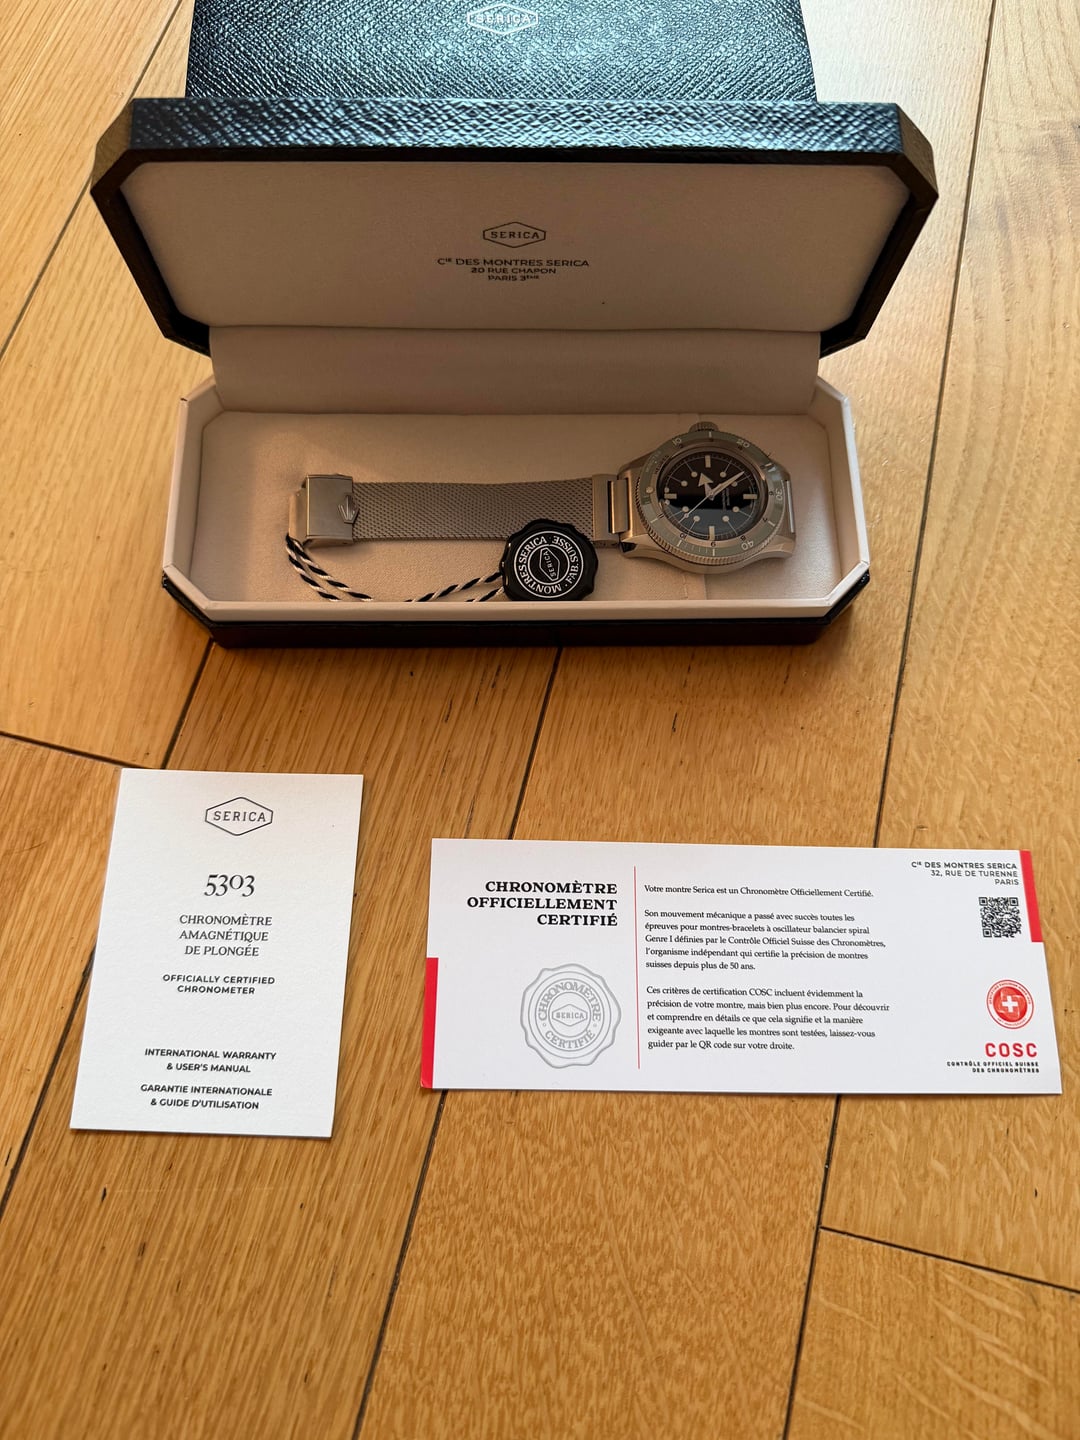 SERICA
SERICA
Cie DES MONTRES SERICA
20 RUE CHAPON
PARIS 3ÈME
10
20
30
40
MONTRES SERICA · FAB. SUISSE ·
SERICA
SERICA
5303
CHRONOMÈTRE
AMAGNÉTIQUE
DE PLONGÉE
OFFICIALLY CERTIFIED
CHRONOMETER
INTERNATIONAL WARRANTY
& USER'S MANUAL
GARANTIE INTERNATIONALE
& GUIDE D'UTILISATION
CHRONOMÈTRE
OFFICIELLEMENT
CERTIFIÉ
CHRONOMÈTRE
SERICA
CERTIFIÉ
Votre montre Serica est un Chronomètre Officiellement Certifié.
Son mouvement mécanique a passé avec succès toutes les
épreuves pour montres-bracelets à oscillateur balancier spiral
Genre I définies par le Contrôle Officiel Suisse des Chronomètres,
l'organisme indépendant qui certifie la précision de montres
suisses depuis plus de 50 ans.
Ces critères de certification COSC incluent évidemment la
précision de votre montre, mais bien plus encore. Pour découvrir
et comprendre en détails ce que cela signifie et la manière
exigeante avec laquelle les montres sont testées, laissez-vous
guider par le QR code sur votre droite.
Cie DES MONTRES SERICA
32, RUE DE TURENNE
PARIS
COSC
CONTRÔLE OFFICIEL SUISSE
DES CHRONOMÈTRES